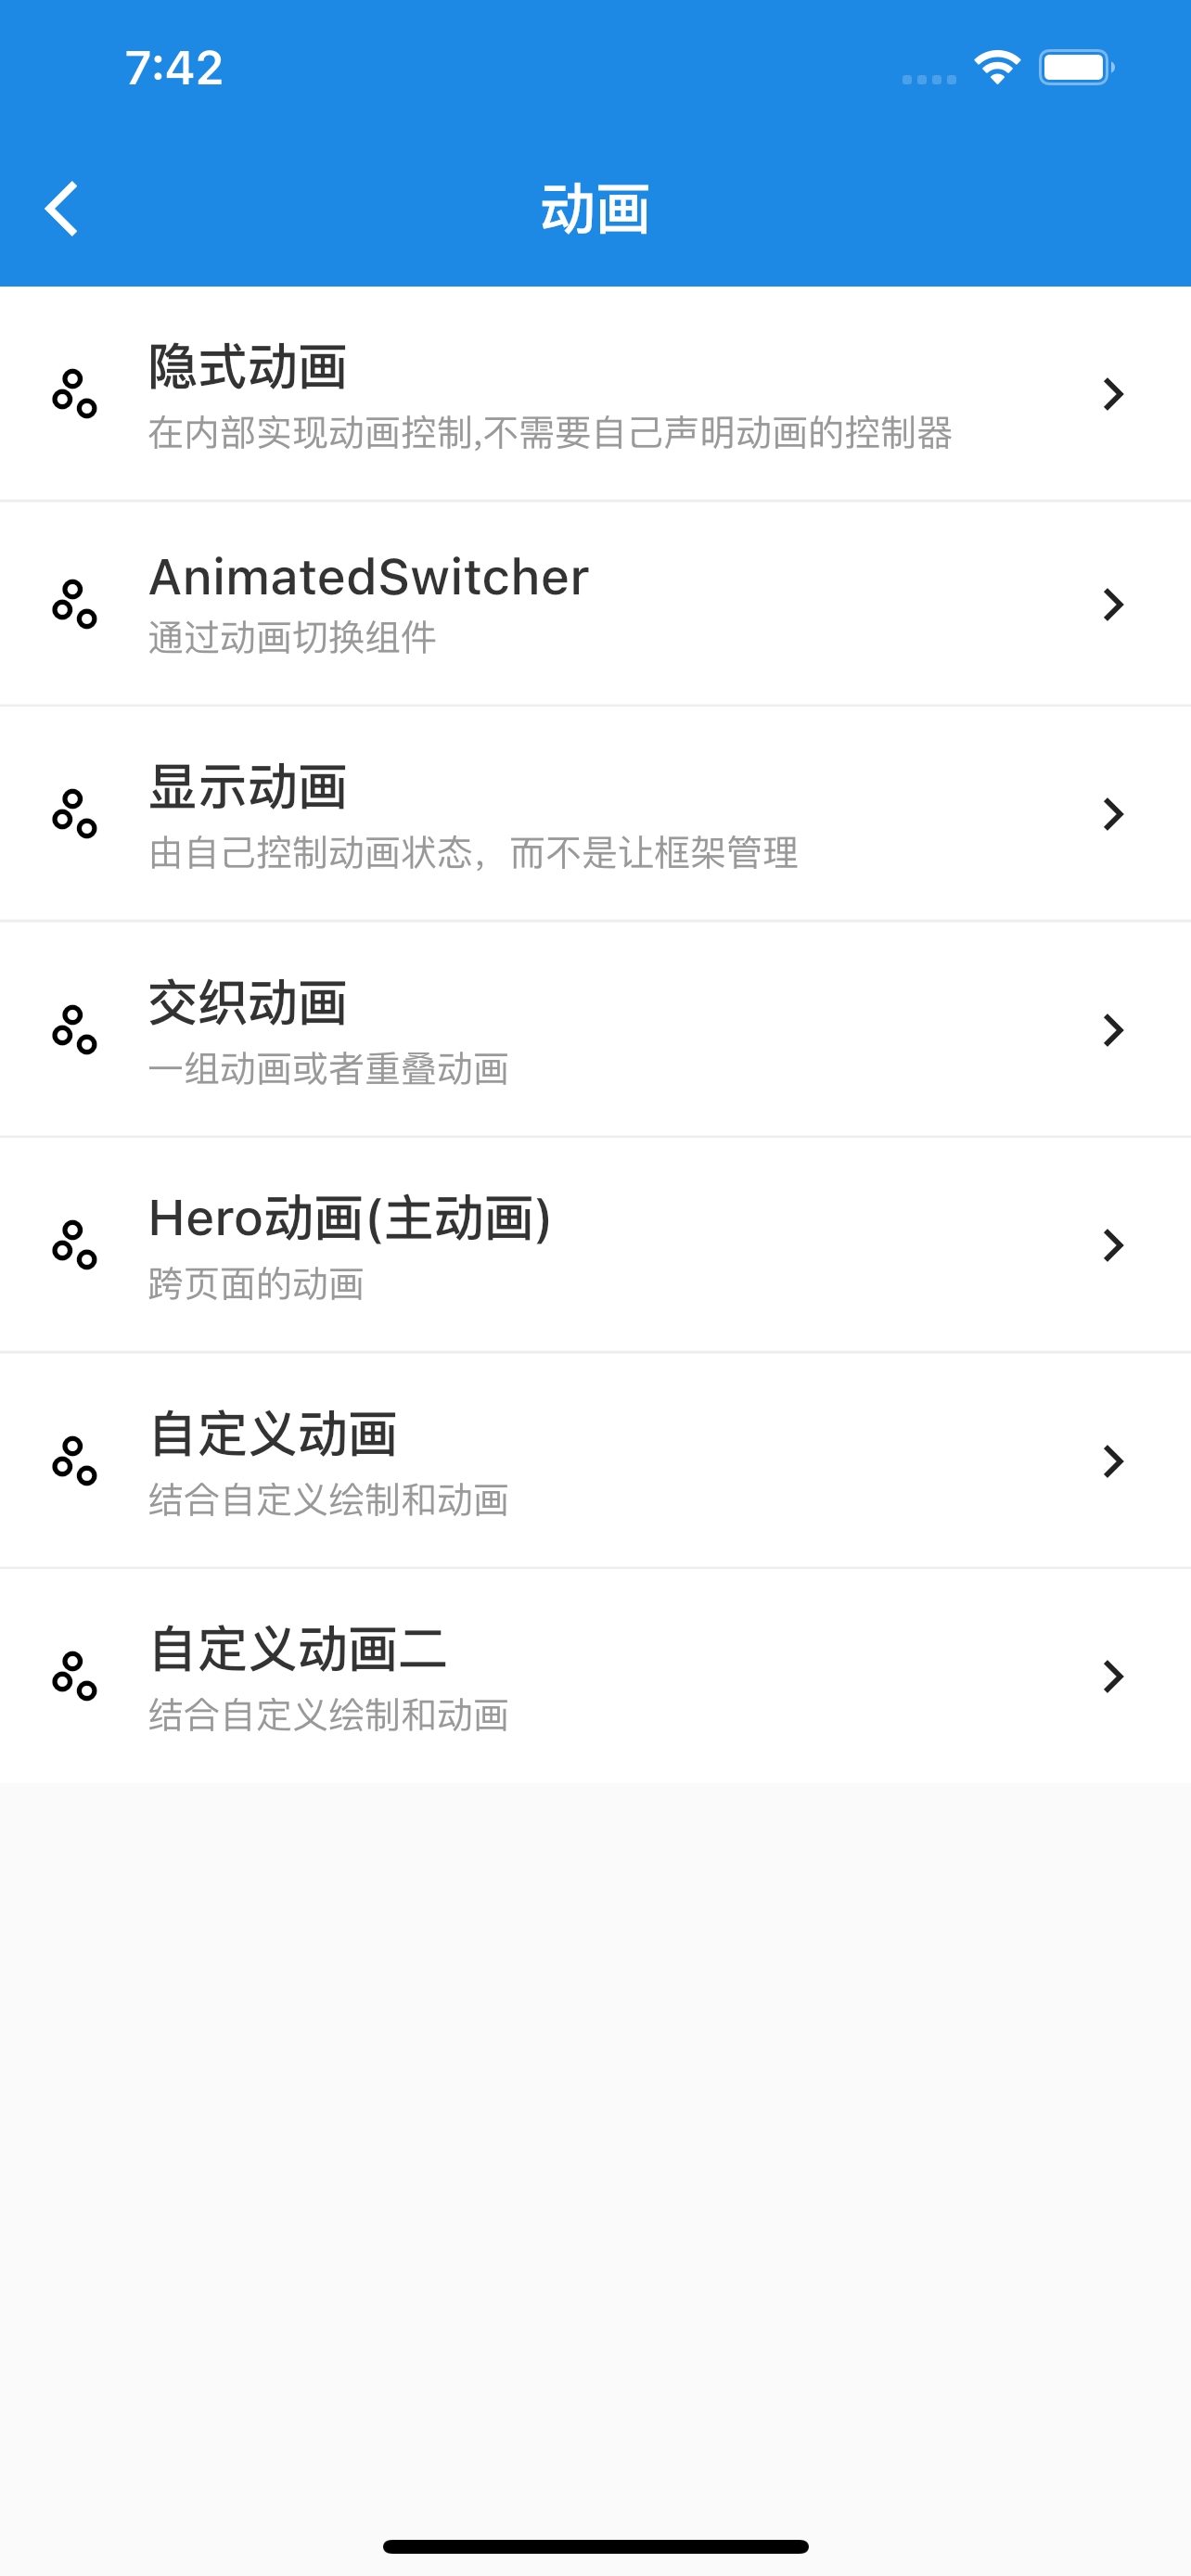 7:42
动画
隐式动画
在内部实现动画控制,不需要自己声明动画的控制器
AnimatedSwitcher
通过动画切换组件
显示动画
由自己控制动画状态，而不是让框架管理
交织动画
一组动画或者重叠动画
Hero动画(主动画)
跨页面的动画
自定义动画
结合自定义绘制和动画
自定义动画二
结合自定义绘制和动画